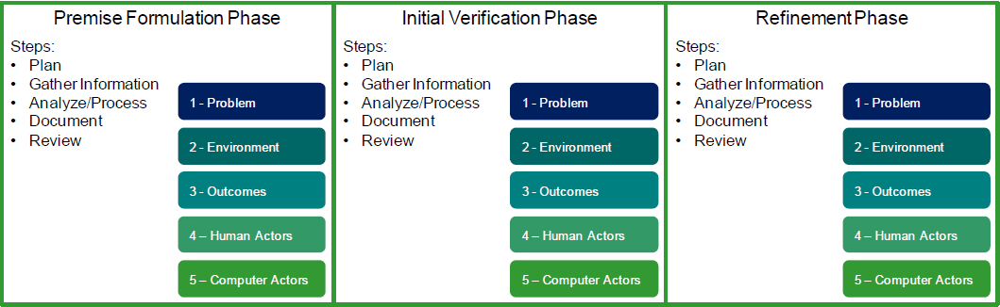 Premise Formulation Phase
Steps:
• Plan
• Gather Information
• Analyze/Process
• Document
• Review
1 - Problem
2 - Environment
3 - Outcomes
4 – Human Actors
5 – Computer Actors
Initial Verification Phase
Steps:
• Plan
• Gather Information
• Analyze/Process
• Document
• Review
1 - Problem
2 - Environment
3 - Outcomes
4 – Human Actors
5 – Computer Actors
Refinement Phase
Steps:
• Plan
• Gather Information
• Analyze/Process
• Document
• Review
1 - Problem
2 - Environment
3 - Outcomes
4 – Human Actors
5 – Computer Actors